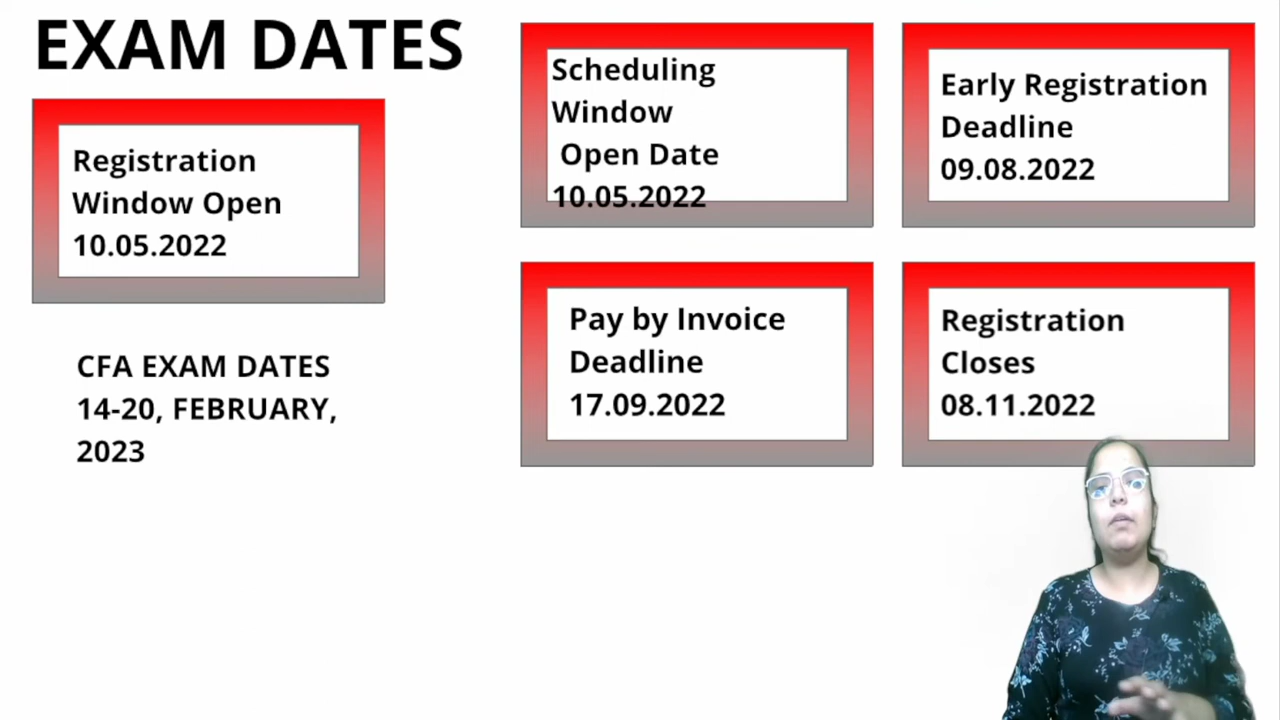 EXAM DATES
Registration
Window Open
10.05.2022
CFA EXAM DATES
14-20, FEBRUARY,
2023
Scheduling
Window
Open Date
10.05.2022
Early Registration
Deadline
09.08.2022
Pay by Invoice
Deadline
17.09.2022
Registration
Closes
08.11.2022